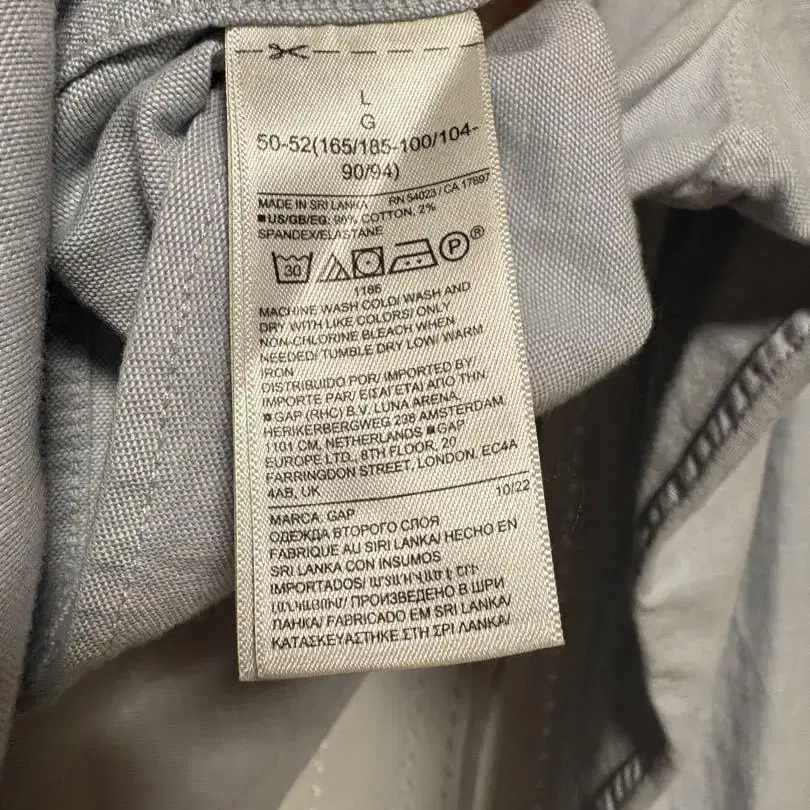 L
G
50-52(165/185-100/104-
90/94)
MADE IN SRI LANKA RN 54023 / CA 17897
■US/GB/EG: 98% COTTON, 2%
SPANDEX/ELASTANE
30 P®
1186
MACHINE WASH COLD/ WASH AND
DRY WITH LIKE COLORS/ ONLY
NON-CHLORINE BLEACH WHEN
NEEDED/ TUMBLE DRY LOW/ WARM
IRON
DISTRIBUIDO POR/ IMPORTED BY/
IMPORTE PAR/ ΕΙΣΑΓΕΤΑΙ ΑΠΟ ΤΗΝ
■GAP (RHC) B.V. LUNA ARENA,
HERIKERBERGWEG 238 AMSTERDAM
1101 CM, NETHERLANDS ■GAP
EUROPE LTD., 8TH FLOOR, 20
FARRINGDON STREET, LONDON, EC4A
4AB, UK
10/22
MARCA. GAP
ОДЕЖДА ВТОРОГО СЛОЯ
FABRIQUE AU SIRI LANKA/ HECHO EN
SRI LANKA CON INSUMOS
IMPORTADOS/
ПРОИЗВЕДЕНО В ШРИ
ЛАНКА/ FABRICADO EM SRI LANKA/
ΚΑΤΑΣΚΕΥΑΣΤΗΚΕ ΣΤΗ ΣΡΙ ΛΑΝΚΑ/